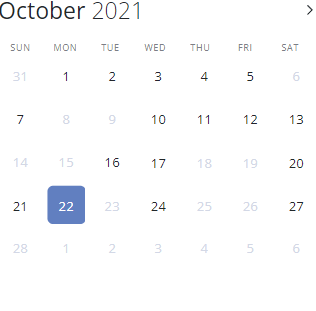 October 2021
SUN MON TUE WED THU FRI SAT
31 1 2 3 4 5 6
7 8 9 10 11 12 13
14 15 16 17 18 19 20
21 22 23 24 25 26 27
28 1 2 3 4 5 6